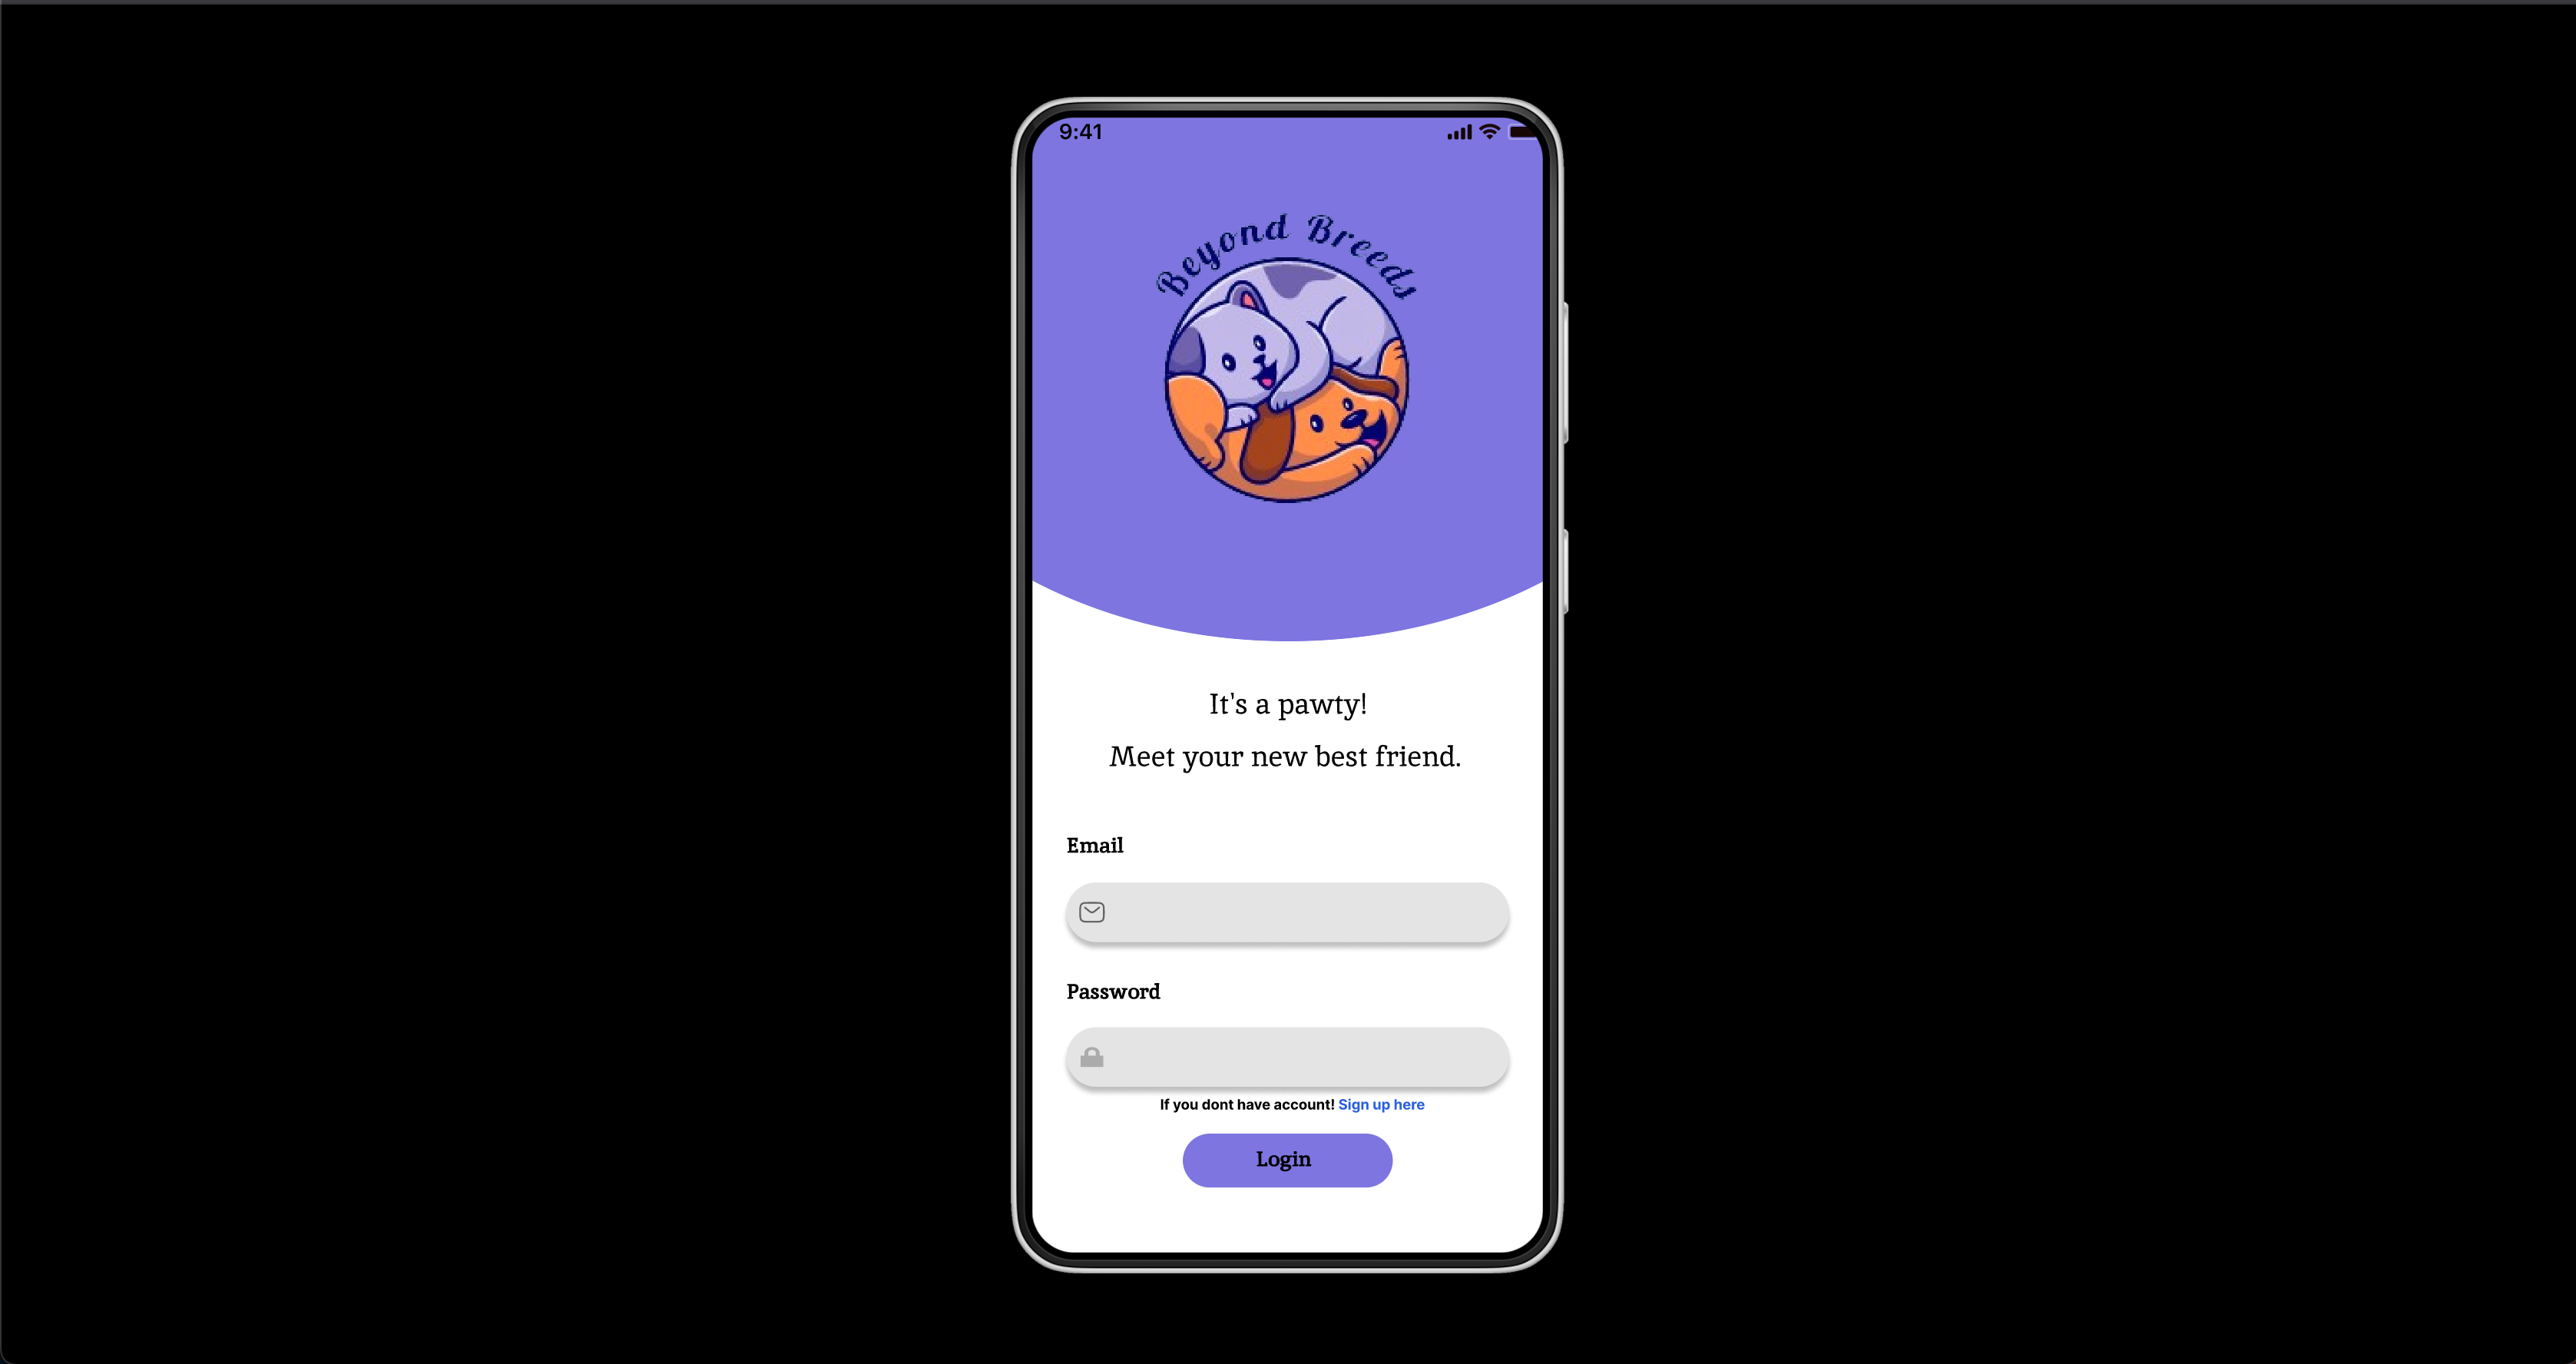 9:41
Beyond Breeds
It's a pawty!
Meet your new best friend.
Email
Password
If you dont have account! Sign up here
Login